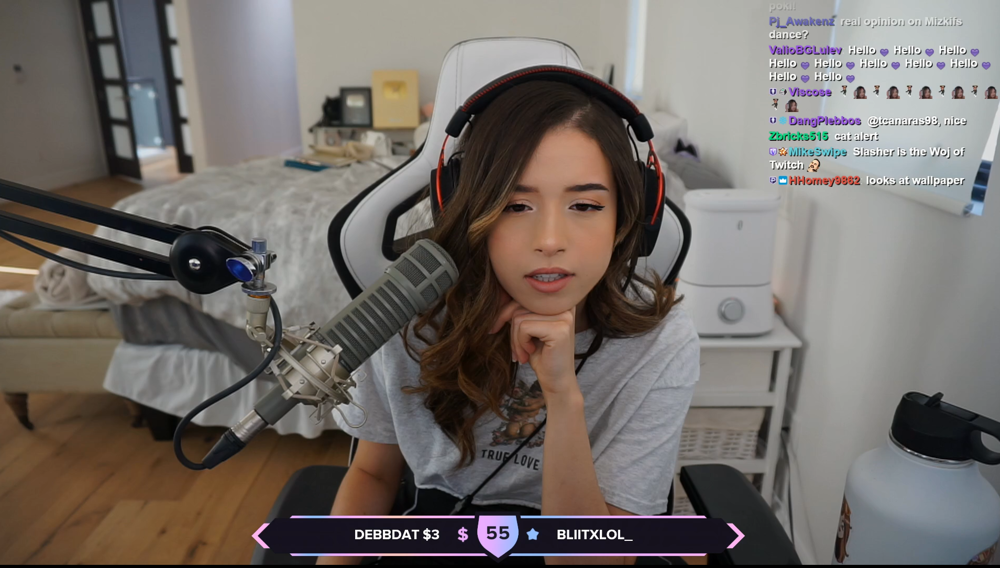 poki!
Pj_Awakenz real opinion on Mizkifs
dance?
ValioBGLulev Hello Hello Hello
Hello Hello Hello Hello Hello
Hello Hello
Viscose
DangPlebbos @tcanaras98, nice
Zbricks515 cat alert
MikeSwipe Slasher is the Woj of
Twitch
HHomey9862 looks at wallpaper
TRUE LOVE
DEBBDAT $3 $ 55 BLIITXLOL_